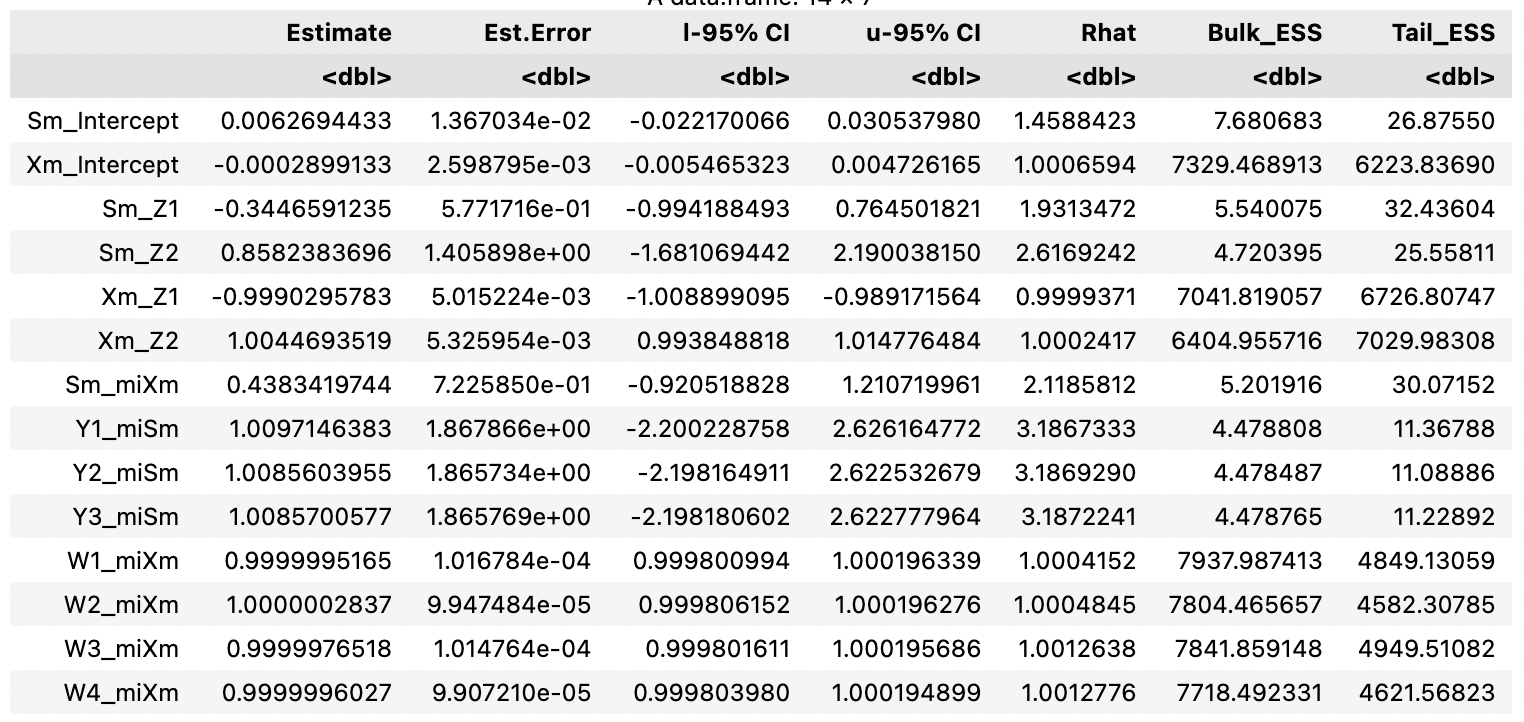 A data.frame: 14 × 7
Estimate Est.Error l-95% CI u-95% CI Rhat Bulk_ESS Tail_ESS
<dbl> <dbl> <dbl> <dbl> <dbl> <dbl> <dbl>
Sm_Intercept 0.0062694433 1.367034e-02 -0.022170066 0.030537980 1.4588423 7.680683 26.87550
Xm_Intercept -0.0002899133 2.598795e-03 -0.005465323 0.004726165 1.0006594 7329.468913 6223.83690
Sm_Z1 -0.3446591235 5.771716e-01 -0.994188493 0.764501821 1.9313472 5.540075 32.43604
Sm_Z2 0.8582383696 1.405898e+00 -1.681069442 2.190038150 2.6169242 4.720395 25.55811
Xm_Z1 -0.9990295783 5.015224e-03 -1.008899095 -0.989171564 0.9999371 7041.819057 6726.80747
Xm_Z2 1.0044693519 5.325954e-03 0.993848818 1.014776484 1.0002417 6404.955716 7029.98308
Sm_miXm 0.4383419744 7.225850e-01 -0.920518828 1.210719961 2.1185812 5.201916 30.07152
Y1_miSm 1.0097146383 1.867866e+00 -2.200228758 2.626164772 3.1867333 4.478808 11.36788
Y2_miSm 1.0085603955 1.865734e+00 -2.198164911 2.622532679 3.1869290 4.478487 11.08886
Y3_miSm 1.0085700577 1.865769e+00 -2.198180602 2.622777964 3.1872241 4.478765 11.22892
W1_miXm 0.9999995165 1.016784e-04 0.999800994 1.000196339 1.0004152 7937.987413 4849.13059
W2_miXm 1.0000002837 9.947484e-05 0.999806152 1.000196276 1.0004845 7804.465657 4582.30785
W3_miXm 0.9999976518 1.014764e-04 0.999801611 1.000195686 1.0012638 7841.859148 4949.51082
W4_miXm 0.9999996027 9.907210e-05 0.999803980 1.000194899 1.0012776 7718.492331 4621.56823